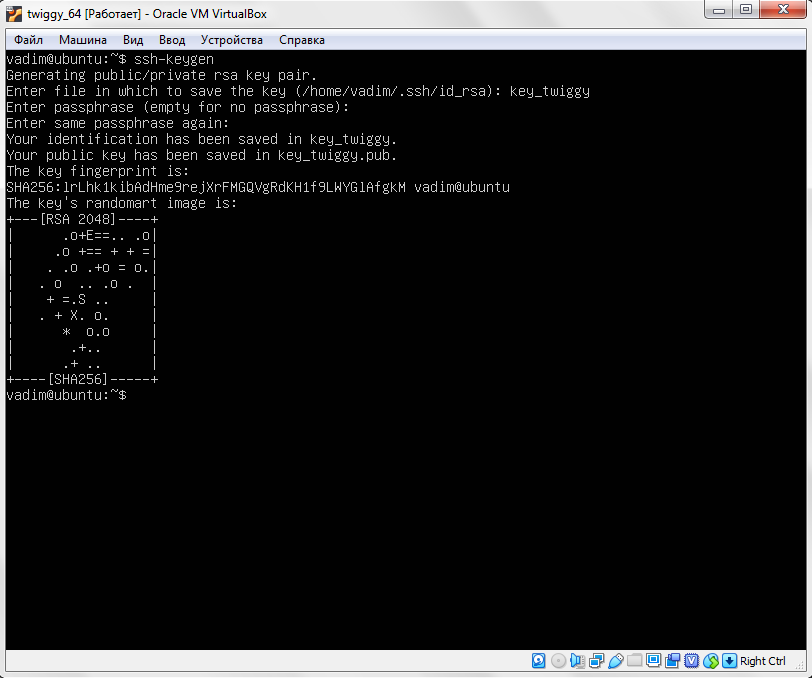 twiggy_64 [Работает] - Oracle VM VirtualBox
Файл Машина Вид Ввод Устройства Справка
vadim@ubuntu:~$ ssh-keygen
Generating public/private rsa key pair.
Enter file in which to save the key (/home/vadim/.ssh/id_rsa): key_twiggy
Enter passphrase (empty for no passphrase):
Enter same passphrase again:
Your identification has been saved in key_twiggy.
Your public key has been saved in key_twiggy.pub.
The key fingerprint is:
SHA256:lrLhk1kibAdHme9rejXrFMGQVgRdKH1f9LWYGlAfgkM vadim@ubuntu
The key's randomart image is:
+---[RSA 2048]----+
|      .o+E==.. .o|
|     .o +== + + =|
|    . .o .+o = o.|
|   . o  .. .o .  |
|    + =.S ..     |
|   . + X. o.     |
|      *  o.o     |
|       .+..      |
|      .+ ..      |
+----[SHA256]-----+
vadim@ubuntu:~$
Right Ctrl